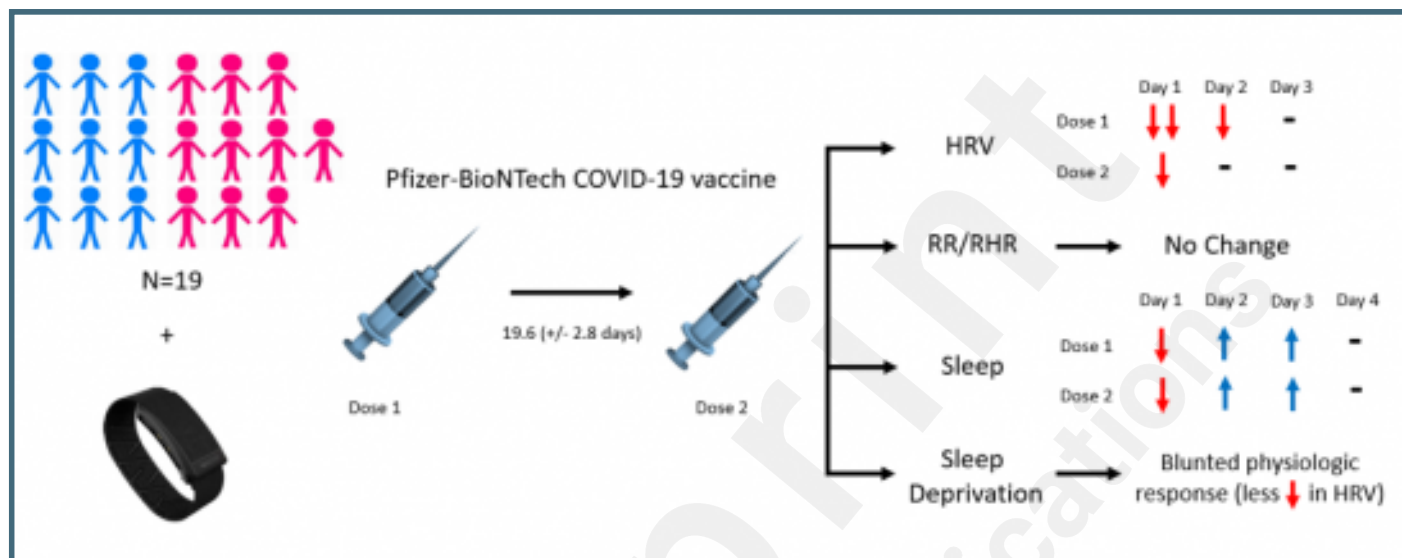 N=19
+
Pfizer-BioNTech COVID-19 vaccine
19.6 (+/- 2.8 days)
Dose 1
Dose 2
HRV
Day 1 Day 2 Day 3
Dose 1 -
Dose 2 - -
RR/RHR
No Change
Sleep
Day 1 Day 2 Day 3 Day 4
Dose 1 -
Dose 2 -
Sleep
Deprivation
Blunted physiologic
response (less ↓ in HRV)